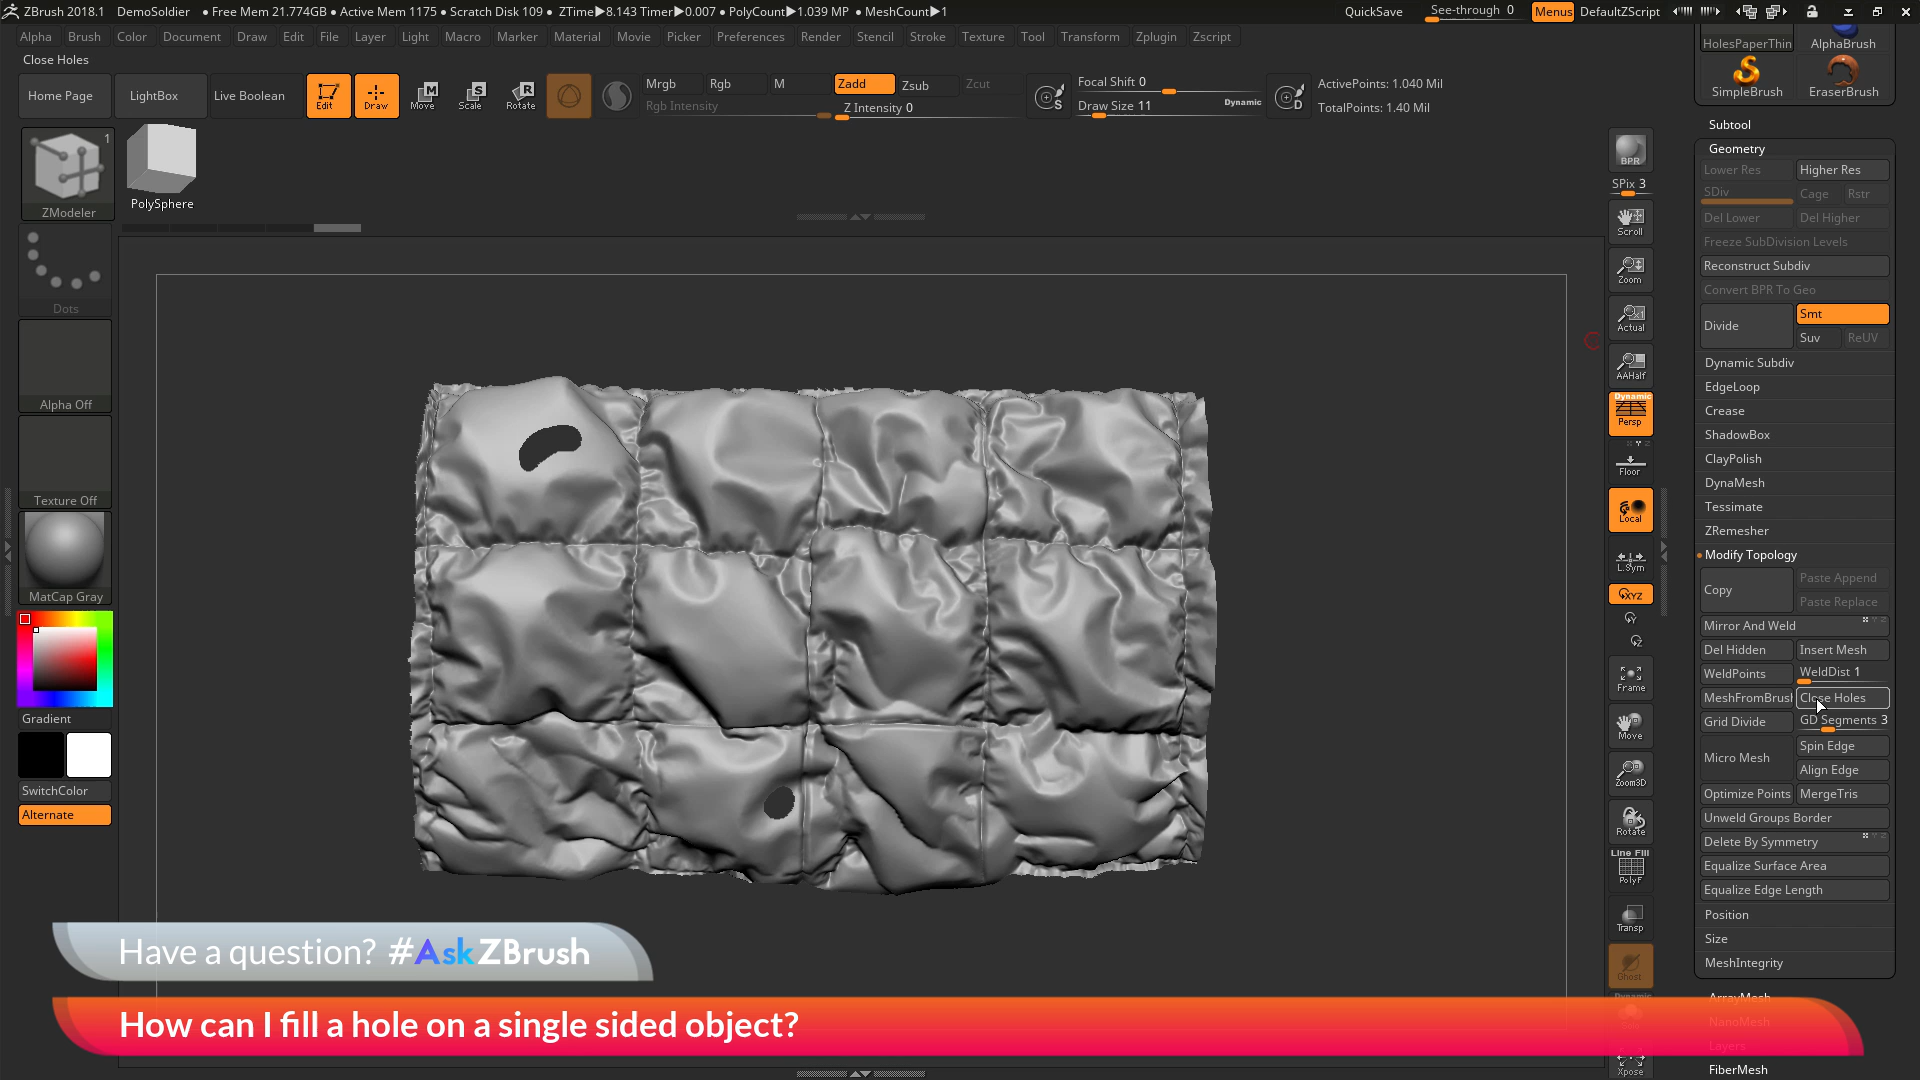 ZBrush 2018.1 DemoSoldier • Free Mem 21.774GB • Active Mem 1175 • Scratch Disk 109 • ZTime▶8.143 Timer▶0.007 • PolyCount▶1.039 MP • MeshCount▶1 QuickSave See-through 0 Menus DefaultZScript
Alpha Brush Color Document Draw Edit File Layer Light Macro Marker Material Movie Picker Preferences Render Stencil Stroke Texture Tool Transform Zplugin Zscript
Close Holes
Home Page LightBox Live Boolean Edit Draw Move Scale Rotate
Mrgb Rgb M Zadd Zsub Zcut
Rgb Intensity Z Intensity 0
Focal Shift 0
Draw Size 11 Dynamic
ActivePoints: 1.040 Mil
TotalPoints: 1.40 Mil
1
ZModeler
PolySphere
Dots
Alpha Off
Texture Off
MatCap Gray
Gradient
SwitchColor
Alternate
BPR
SPix 3
Scroll
Zoom
Actual
AAHalf
Dynamic
Persp
Floor
Local
L.Sym
XYZ
Frame
Move
Zoom3D
Rotate
Line Fill
PolyF
Transp
Ghost
Dynamic
Xpose
HolesPaperThin AlphaBrush
SimpleBrush EraserBrush
Subtool
Geometry
Lower Res Higher Res
SDiv Cage Rstr
Del Lower Del Higher
Freeze SubDivision Levels
Reconstruct Subdiv
Convert BPR To Geo
Divide Smt
Suv ReUV
Dynamic Subdiv
EdgeLoop
Crease
ShadowBox
ClayPolish
DynaMesh
Tessimate
ZRemesher
Modify Topology
Copy Paste Append
Paste Replace
Mirror And Weld
Del Hidden Insert Mesh
WeldPoints WeldDist 1
MeshFromBrush Close Holes
Grid Divide GD Segments 3
Micro Mesh Spin Edge
Align Edge
Optimize Points MergeTris
Unweld Groups Border
Delete By Symmetry
Equalize Surface Area
Equalize Edge Length
Position
Size
MeshIntegrity
ArrayMesh
NanoMesh
Layers
FiberMesh
Have a question? #AskZBrush
How can I fill a hole on a single sided object?